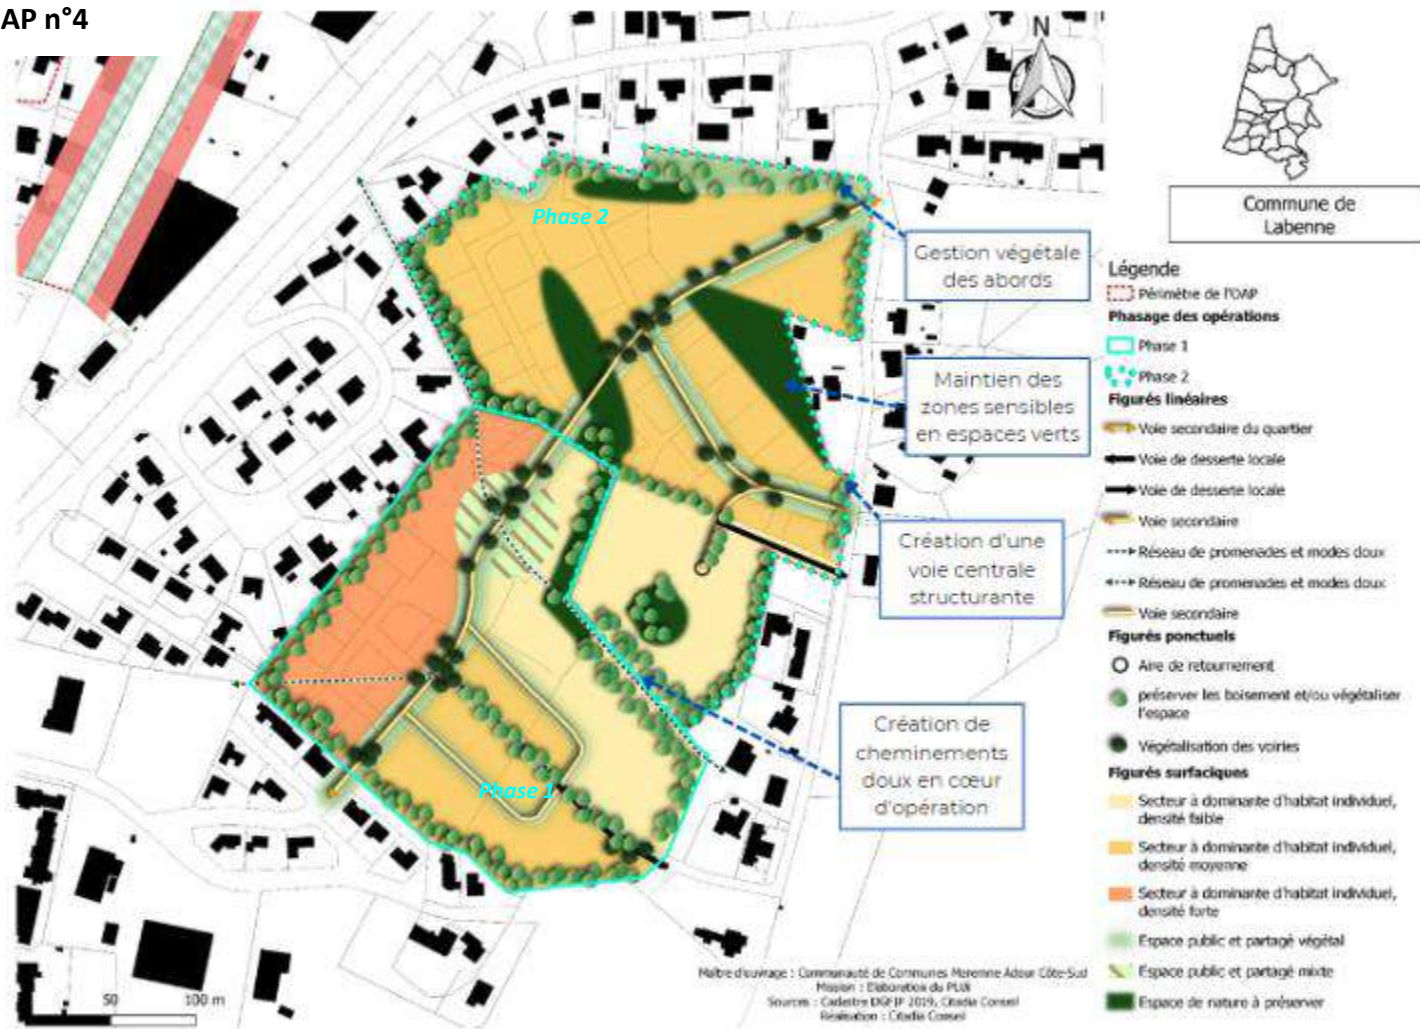 AP n°4
N
Commune de
Labenne
Phase 2
Gestion végétale
des abords
Maintien des
zones sensibles
en espaces verts
Création d'une
voie centrale
structurante
Création de
cheminements
doux en cœur
d'opération
Phase 1
Légende
Périmètre de l'OAP
Phasage des opérations
Phase 1
Phase 2
Figurés linéaires
Voie secondaire du quartier
Voie de desserte locale
Voie de desserte locale
Voie secondaire
Réseau de promenades et modes doux
Réseau de promenades et modes doux
Voie secondaire
Figurés ponctuels
Aire de retournement
préserver les boisement et/ou végétaliser
l'espace
Végétalisation des voiries
Figurés surfaciques
Secteur à dominante d'habitat individuel,
densité faible
Secteur à dominante d'habitat individuel,
densité moyenne
Secteur à dominante d'habitat individuel,
densité forte
Espace public et partagé végétal
Espace public et partagé mixte
Espace de nature à préserver
Maître d'ouvrage : Communauté de Communes Maremne Adour Côte-Sud
Mission : Elaboration du PLUi
Sources : Cadastre DGFIP 2019, Citadia Conseil
Réalisation : Citadia Conseil
50 100 m